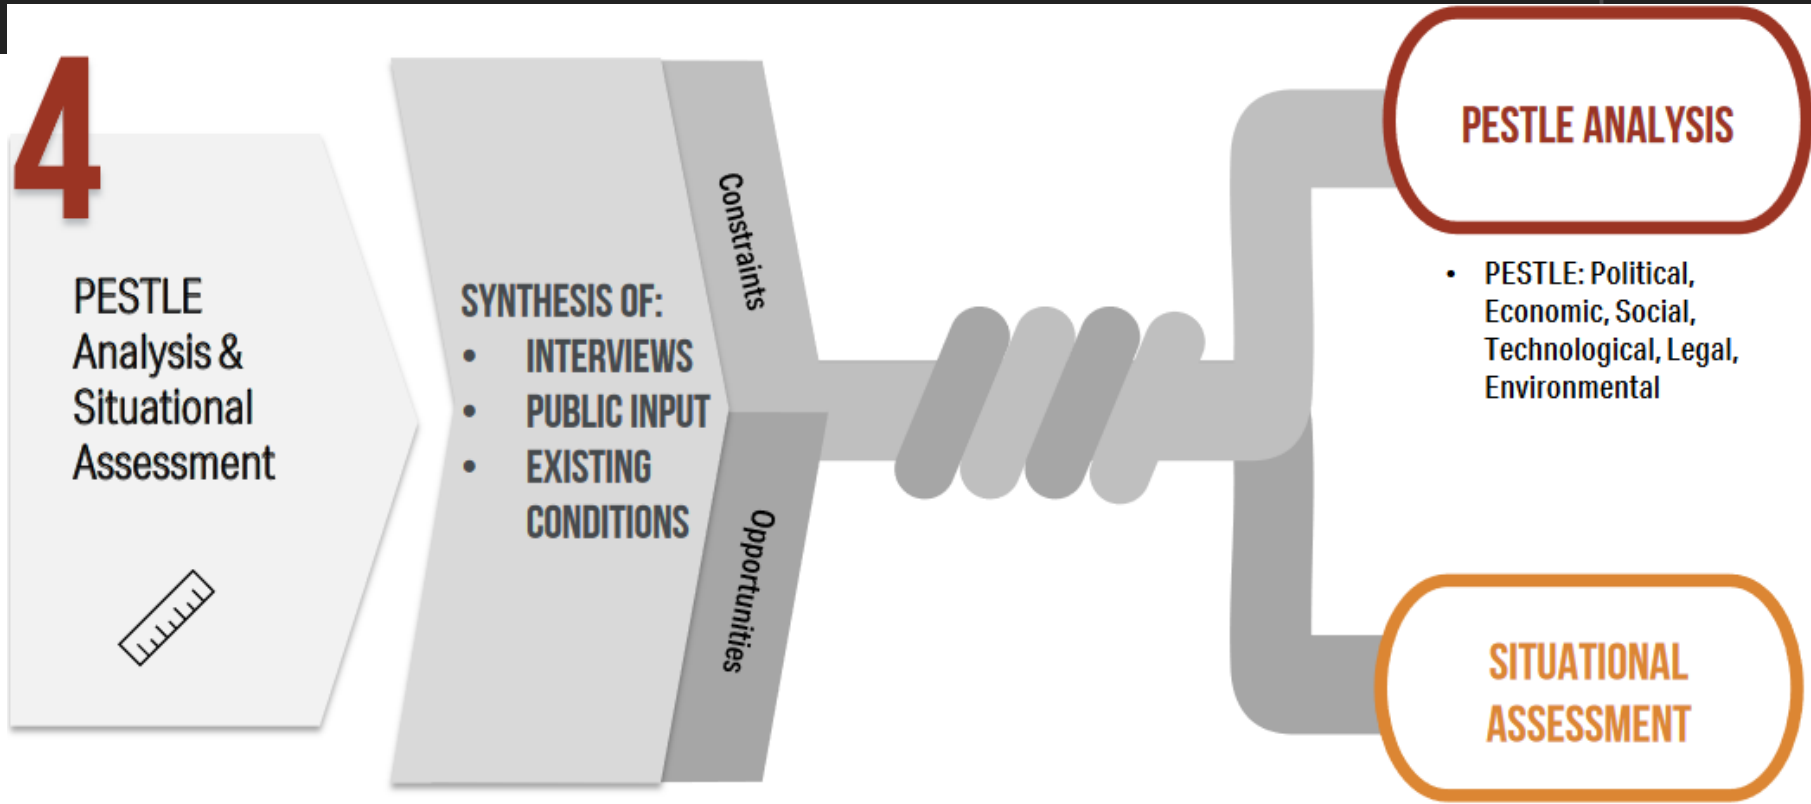 4
PESTLE
Analysis &
Situational
Assessment
SYNTHESIS OF:
• INTERVIEWS
• PUBLIC INPUT
• EXISTING
CONDITIONS
Constraints
Opportunities
PESTLE ANALYSIS
• PESTLE: Political,
Economic, Social,
Technological, Legal,
Environmental
SITUATIONAL
ASSESSMENT